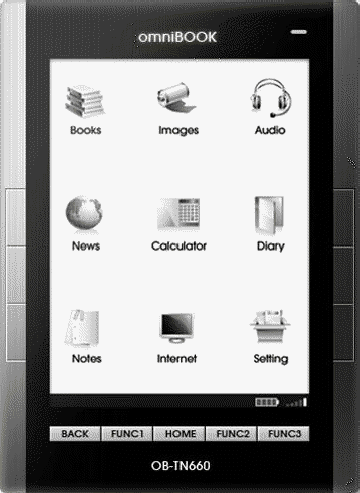 omniBOOK
Books Images Audio
News Calculator Diary
Notes Internet Setting
BACK FUNC1 HOME FUNC2 FUNC3
OB-TN660